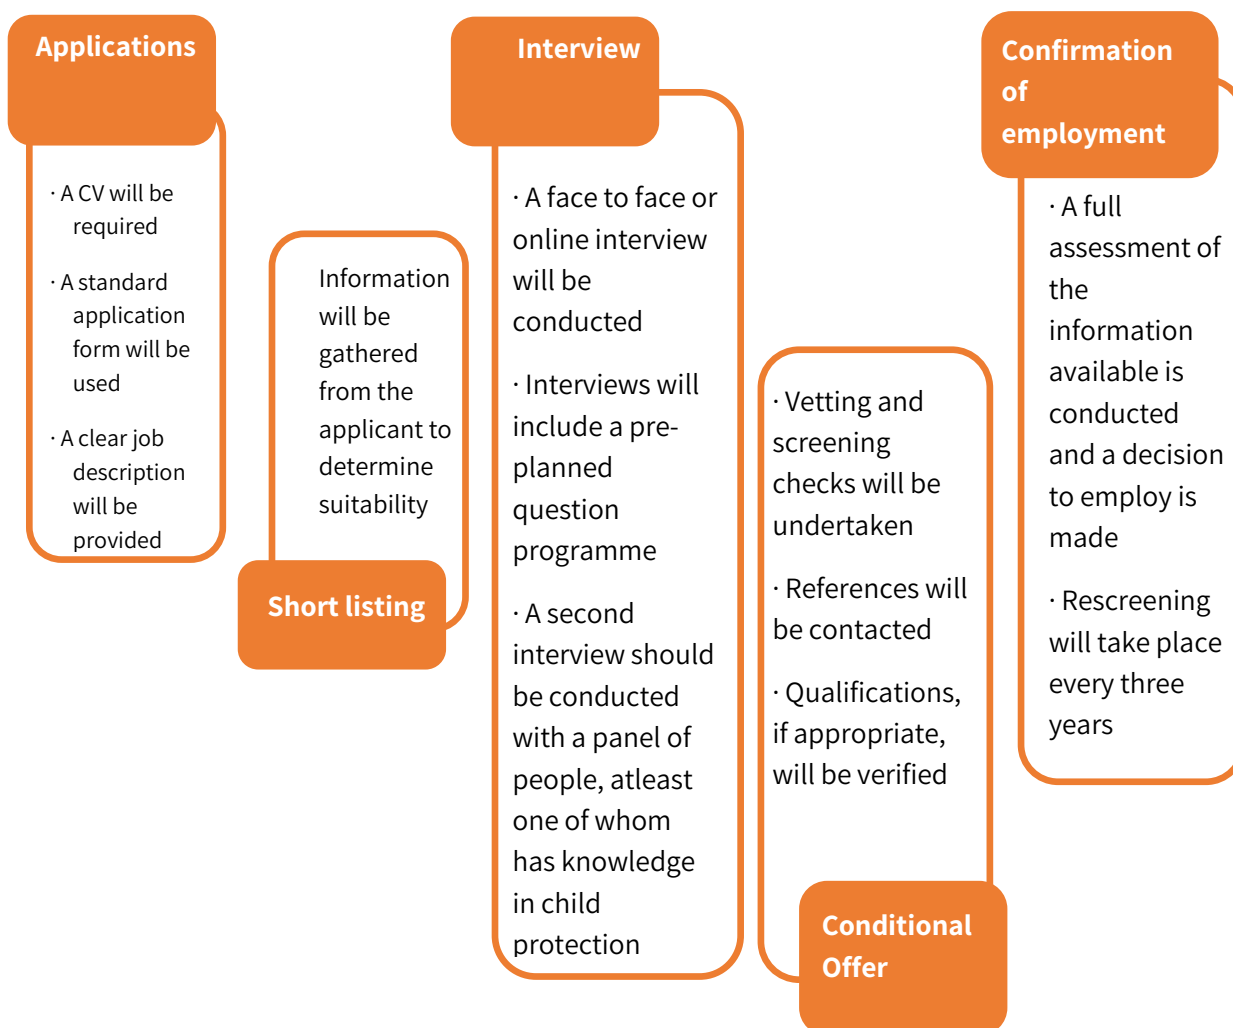 Applications
· A CV will be
required
· A standard
application
form will be
used
· A clear job
description
will be
provided
Information
will be
gathered
from the
applicant to
determine
suitability
Short listing
Interview
· A face to face or
online interview
will be
conducted
· Interviews will
include a pre-
planned
question
programme
· A second
interview should
be conducted
with a panel of
people, atleast
one of whom
has knowledge
in child
protection
· Vetting and
screening
checks will be
undertaken
· References will
be contacted
· Qualifications,
if appropriate,
will be verified
Conditional
Offer
Confirmation
of
employment
· A full
assessment of
the
information
available is
conducted
and a decision
to employ is
made
· Rescreening
will take place
every three
years